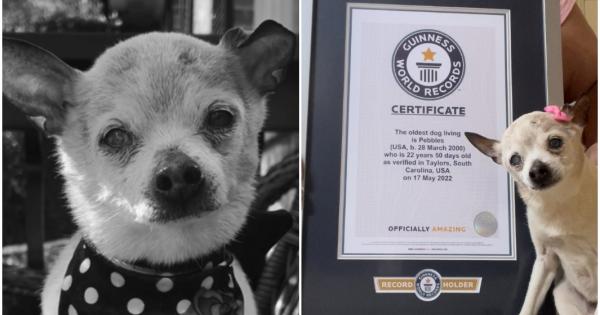 GUINNESS
WORLD RECORDS
CERTIFICATE
The oldest dog living
is Pebbles
(USA, b. 28 March 2000)
who is 22 years 50 days old
as verified in Taylors, South
Carolina, USA
on 17 May 2022
OFFICIALLY AMAZING
RECORD HOLDER